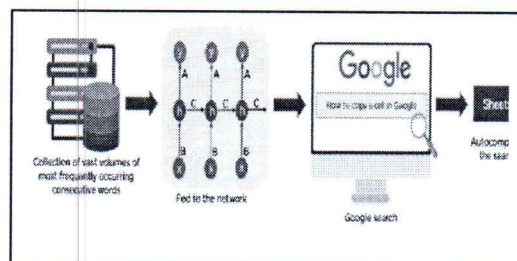 y y y
A A A
h h h
C C C
B B B
x x x
Collection of vast volumes of
most frequently occurring
consecutive words
Fed to the network
Google
How to copy a cell in Google
Google search
Sheet
Autocomp
the sear